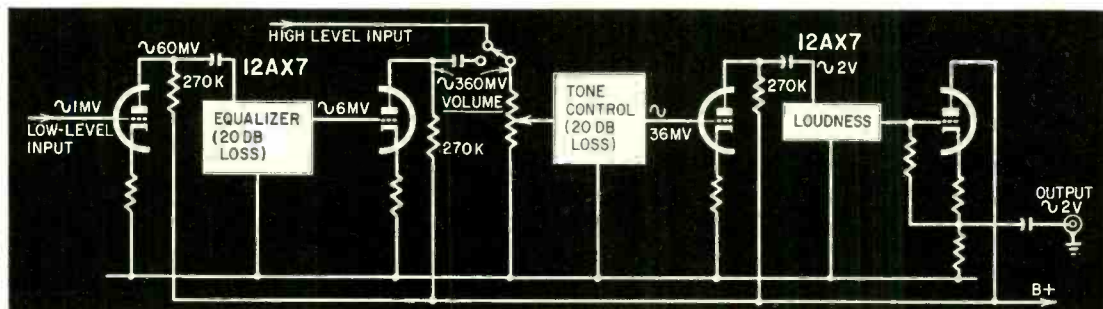 HIGH LEVEL INPUT
∿60MV
12AX7
270K
∿1MV
LOW-LEVEL
INPUT
EQUALIZER
(20 DB
LOSS)
∿6MV
∿360MV
VOLUME
270K
TONE
CONTROL
(20 DB
LOSS)
∿
36MV
12AX7
∿2V
270K
LOUDNESS
OUTPUT
∿2V
B+